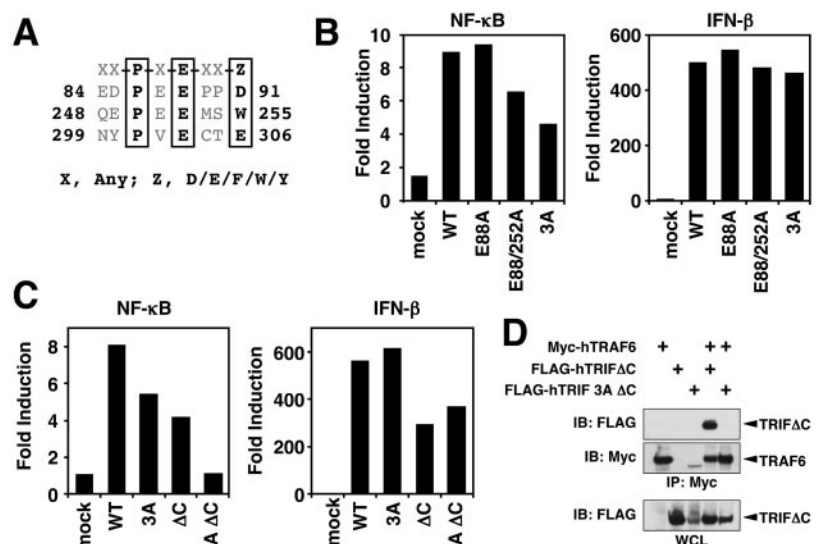 A
XX-P-X-E-XX-Z
84 ED P E E PP D 91
248 QE P E E MS W 255
299 NY P V E CT E 306
X, Any; Z, D/E/F/W/Y
B
NF-κB
Fold Induction
10
8
6
4
2
0
mock
WT
E88A
E88/252A
3A
IFN-β
Fold Induction
600
400
200
0
mock
WT
E88A
E88/252A
3A
C
NF-κB
Fold Induction
8
6
4
2
0
mock
WT
3A
ΔC
A ΔC
IFN-β
Fold Induction
600
400
200
0
mock
WT
3A
ΔC
A ΔC
D
Myc-hTRAF6 + + +
FLAG-hTRIFΔC + +
FLAG-hTRIF 3A ΔC + +
IB: FLAG TRIFΔC
IB: Myc TRAF6
IP: Myc
IB: FLAG TRIFΔC
WCL